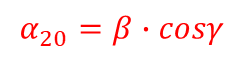 α₂₀ = β · cosγ